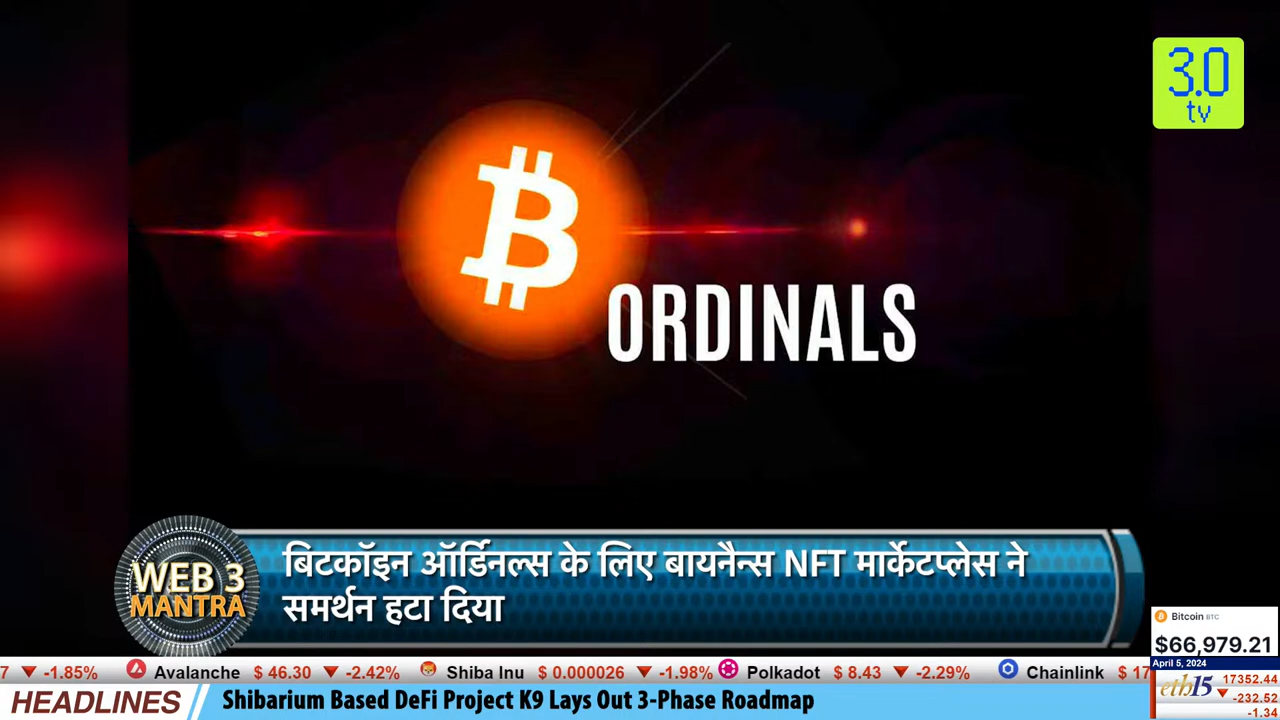 3.0
tv
ORDINALS
बिटकॉइन ऑर्डिनल्स के लिए बायनैन्स NFT मार्केटप्लेस ने
समर्थन हटा दिया
WEB 3
MANTRA
Bitcoin BTC
$66,979.21
April 5, 2024
7 ▼ -1.85% Avalanche $ 46.30 ▼ -2.42% Shiba Inu $ 0.000026 ▼ -1.98% Polkadot $ 8.43 ▼ -2.29% Chainlink $ 17
eth15 17352.44
▼ -232.52
-1.34
HEADLINES Shibarium Based DeFi Project K9 Lays Out 3-Phase Roadmap